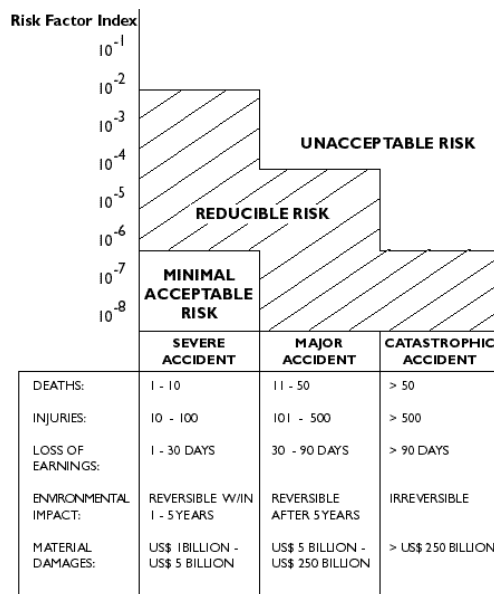 Risk Factor Index
10-1
10-2
10-3
10-4
10-5
10-6
10-7
10-8
UNACCEPTABLE RISK
REDUCIBLE RISK
MINIMAL
ACCEPTABLE
RISK
SEVERE
ACCIDENT
MAJOR
ACCIDENT
CATASTROPHIC
ACCIDENT
DEATHS: 1 - 10 11 - 50 > 50
INJURIES: 10 - 100 101 - 500 > 500
LOSS OF
EARNINGS: 1 - 30 DAYS 30 - 90 DAYS > 90 DAYS
ENVIRONMENTAL
IMPACT: REVERSIBLE W/IN
1 - 5 YEARS REVERSIBLE
AFTER 5 YEARS IRREVERSIBLE
MATERIAL
DAMAGES: US$ 1BILLION -
US$ 5 BILLION US$ 5 BILLION -
US$ 250 BILLION > US$ 250 BILLION